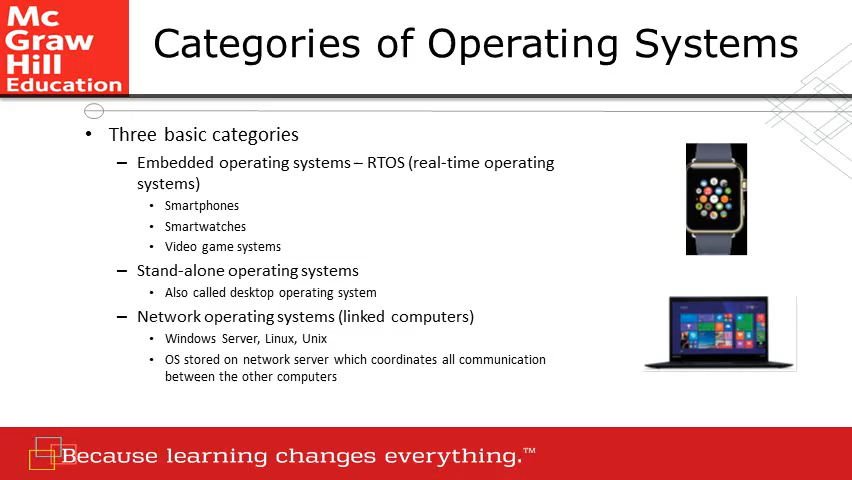 Mc
Graw
Hill
Education
Categories of Operating Systems
• Three basic categories
– Embedded operating systems – RTOS (real-time operating
systems)
• Smartphones
• Smartwatches
• Video game systems
– Stand-alone operating systems
• Also called desktop operating system
– Network operating systems (linked computers)
• Windows Server, Linux, Unix
• OS stored on network server which coordinates all communication
between the other computers
Because learning changes everything.™